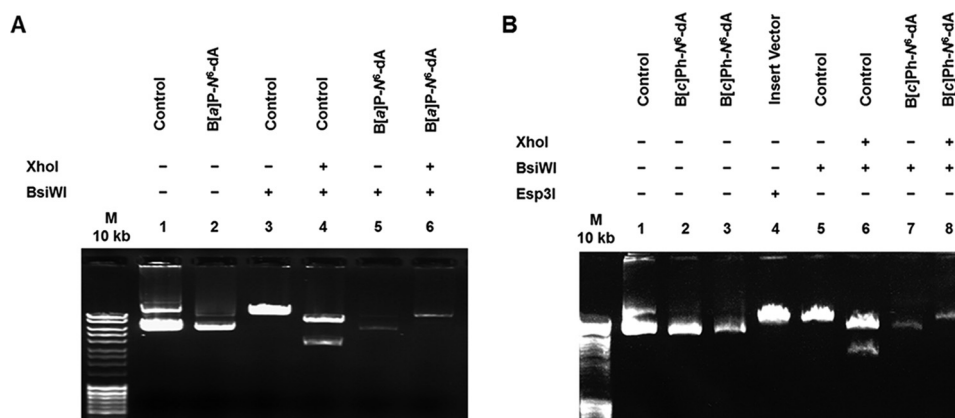 A
Control
B[a]P-N⁶-dA
Control
Control
B[a]P-N⁶-dA
B[a]P-N⁶-dA
XhoI − − − + − +
BsiWI − − + + + +
M
10 kb 1 2 3 4 5 6
B
Control
B[c]Ph-N⁶-dA
B[c]Ph-N⁶-dA
Insert Vector
Control
Control
B[c]Ph-N⁶-dA
B[c]Ph-N⁶-dA
XhoI − − − + − +
BsiWI − − − + + + +
Esp3I − − − +
M
10 kb 1 2 3 4 5 6 7 8